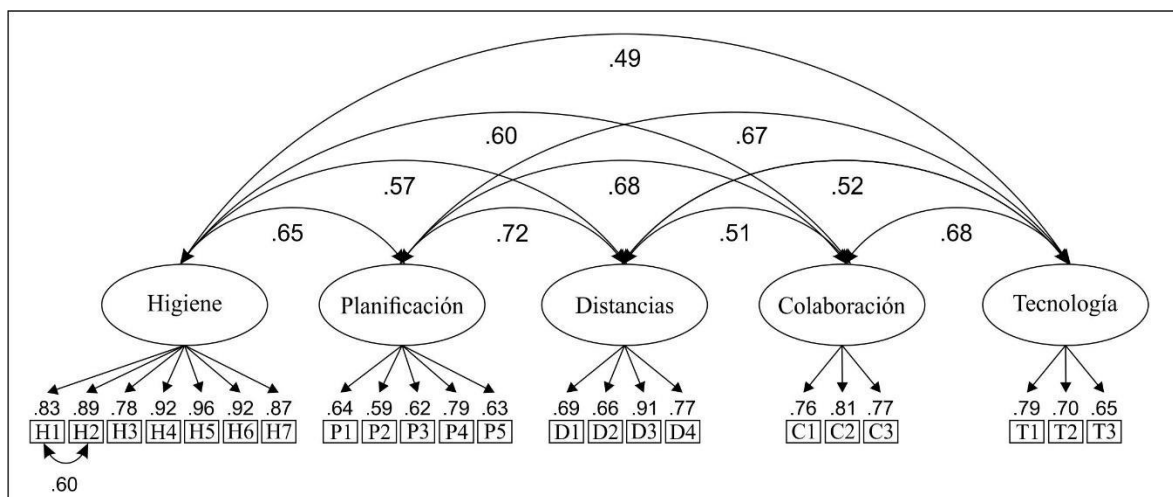 .49
.60 .67
.57 .68 .52
.65 .72 .51 .68
Higiene Planificación Distancias Colaboración Tecnología
.83 .89 .78 .92 .96 .92 .87 .64 .59 .62 .79 .63 .69 .66 .91 .77 .76 .81 .77 .79 .70 .65
H1 H2 H3 H4 H5 H6 H7 P1 P2 P3 P4 P5 D1 D2 D3 D4 C1 C2 C3 T1 T2 T3
.60